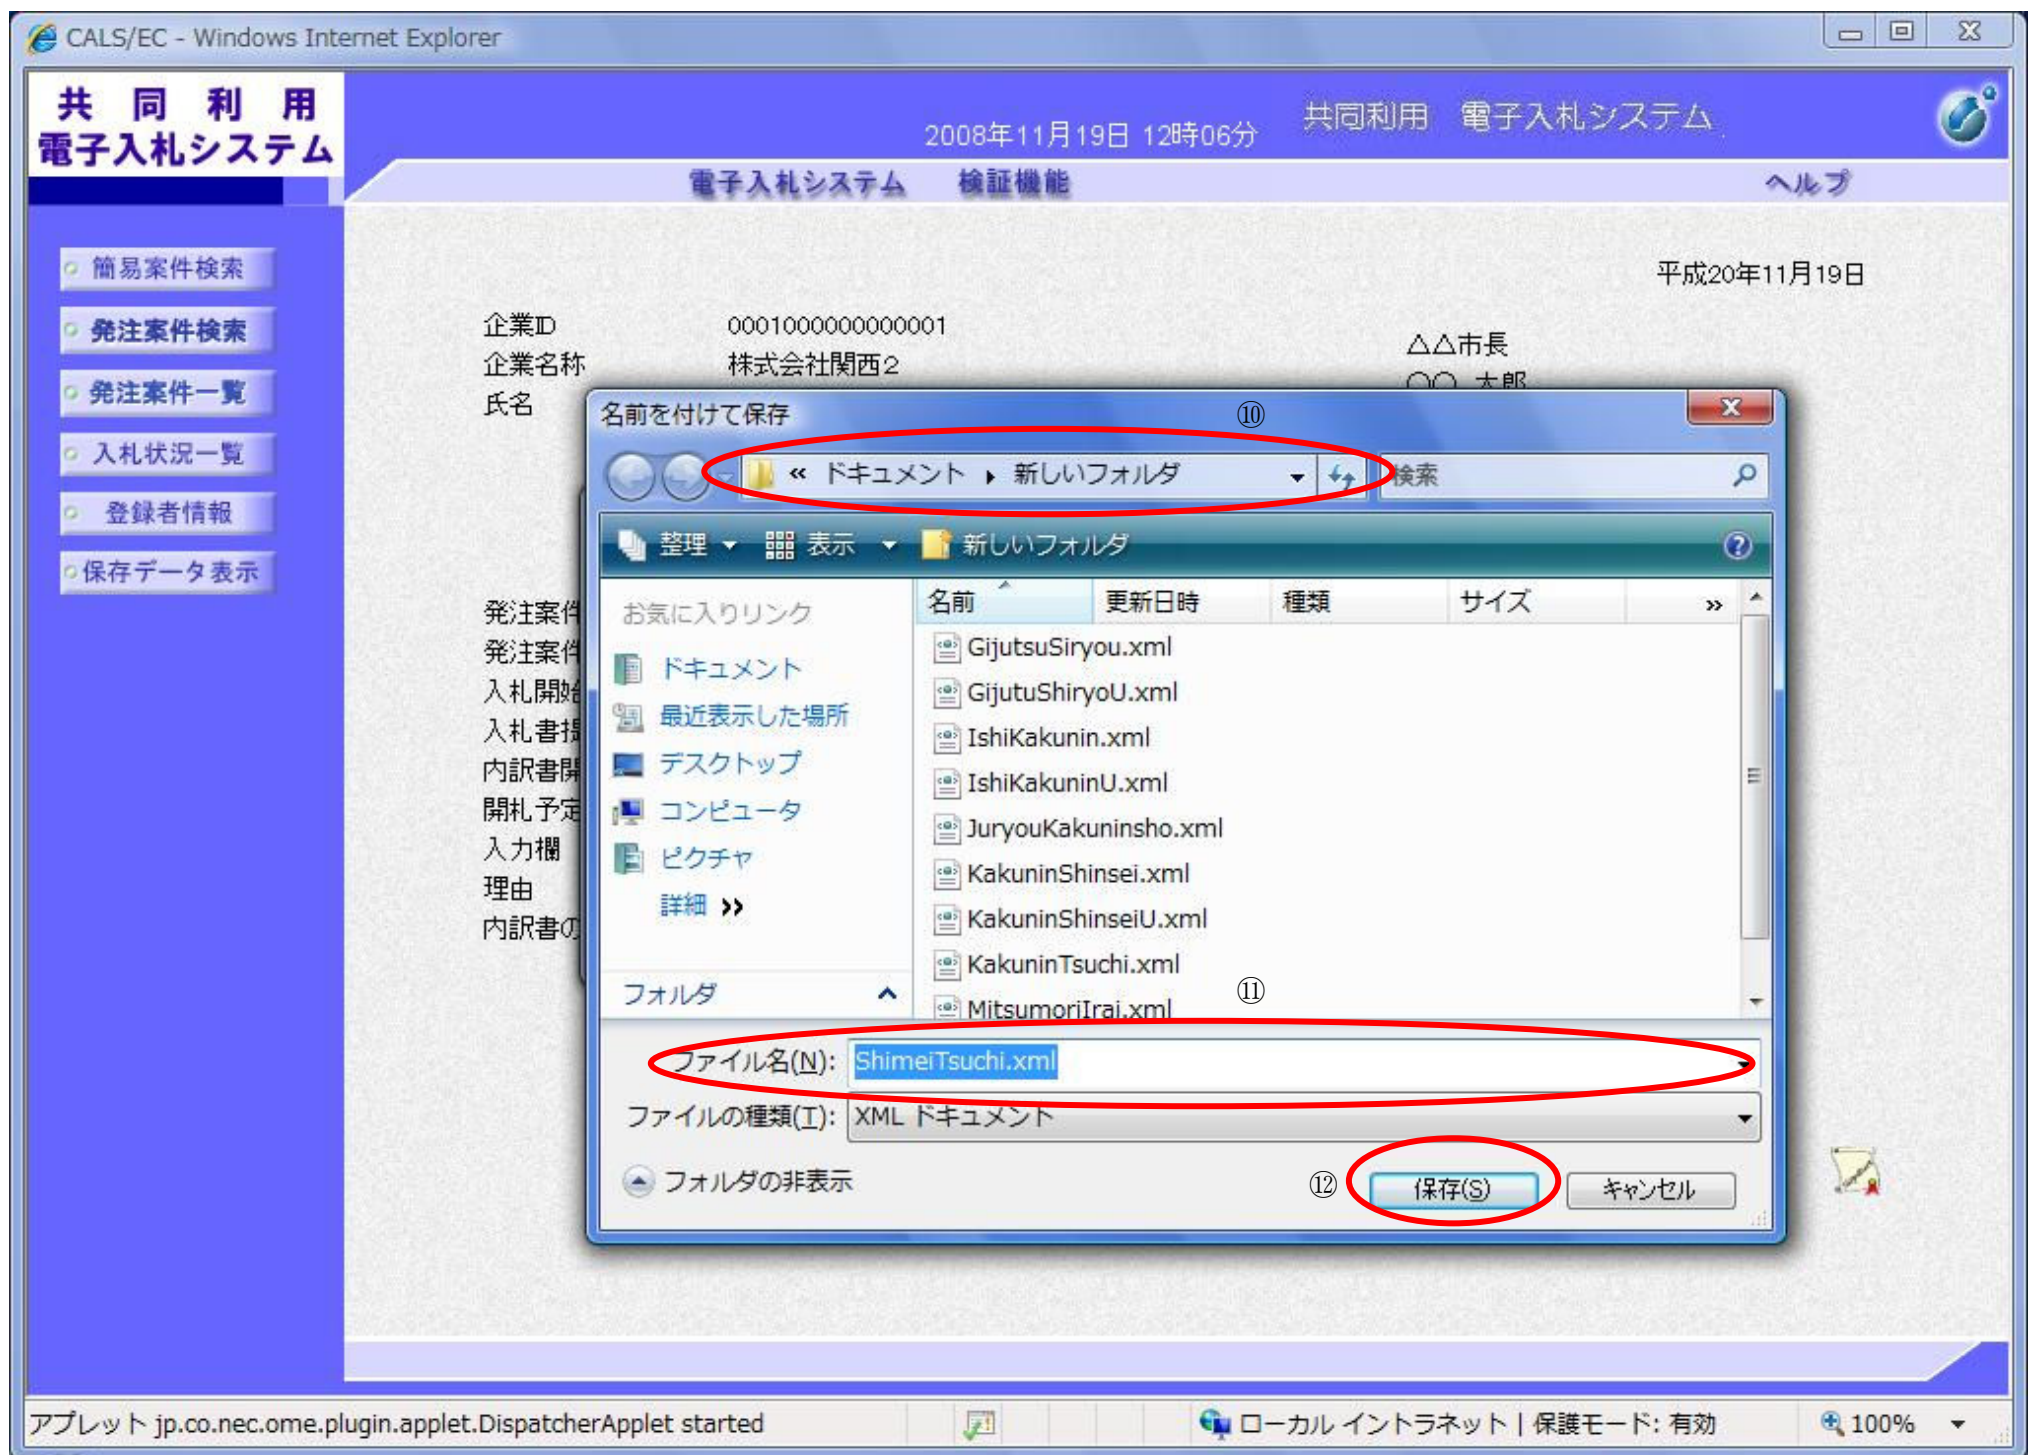 CALS/EC - Windows Internet Explorer
共 同 利 用
電子入札システム
2008年11月19日 12時06分
共同利用 電子入札システム
電子入札システム 検証機能 ヘルプ
簡易案件検索
発注案件検索
発注案件一覧
入札状況一覧
登録者情報
保存データ表示
平成20年11月19日
企業ID 0001000000000001
企業名称 株式会社関西2
氏名
△△市長
○○ 太郎
発注案件
発注案件
入札開始
入札書提
内訳書開
開札予定
入力欄
理由
内訳書の
名前を付けて保存
⑩
« ドキュメント 新しいフォルダ
検索
整理 表示 新しいフォルダ
お気に入りリンク
ドキュメント
最近表示した場所
デスクトップ
コンピュータ
ピクチャ
詳細 »
フォルダ
名前 更新日時 種類 サイズ »
GijutsuSiryou.xml
GijutuShiryoU.xml
IshiKakunin.xml
IshiKakuninU.xml
JuryouKakuninsho.xml
KakuninShinsei.xml
KakuninShinseiU.xml
KakuninTsuchi.xml
MitsumoriIrai.xml
⑪
ファイル名(N): ShimeiTsuchi.xml
ファイルの種類(T): XML ドキュメント
フォルダの非表示
⑫
保存(S) キャンセル
アプレット jp.co.nec.ome.plugin.applet.DispatcherApplet started
ローカル イントラネット | 保護モード: 有効
100%